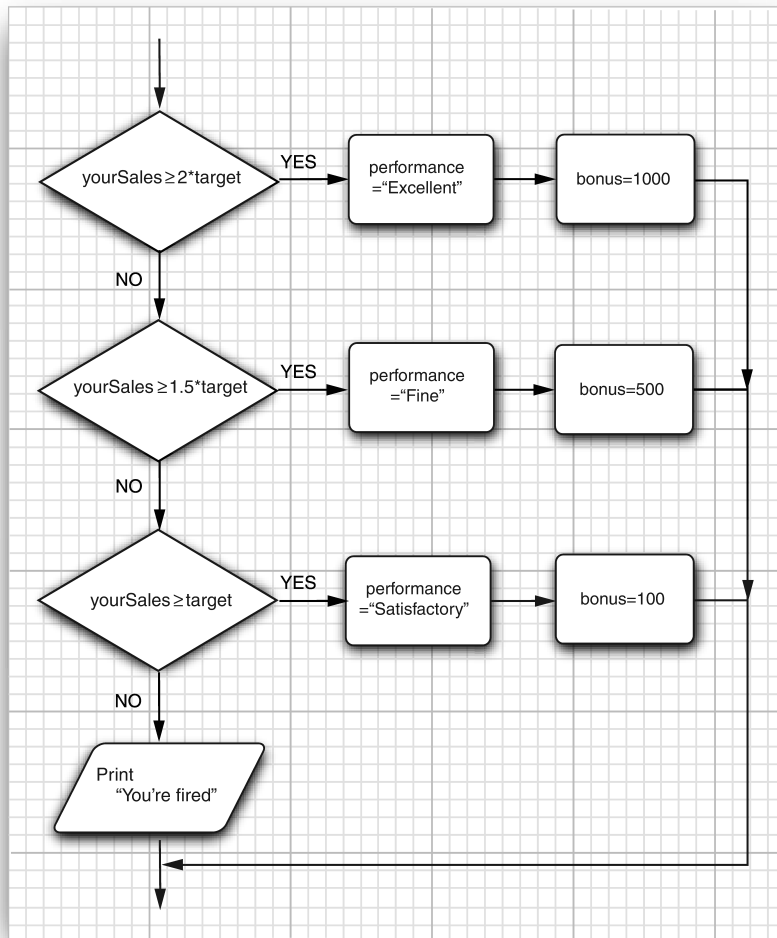 yourSales≥2*target
YES
performance
=“Excellent”
bonus=1000
NO
yourSales≥1.5*target
YES
performance
=“Fine”
bonus=500
NO
yourSales≥target
YES
performance
=“Satisfactory”
bonus=100
NO
Print
“You’re fired”